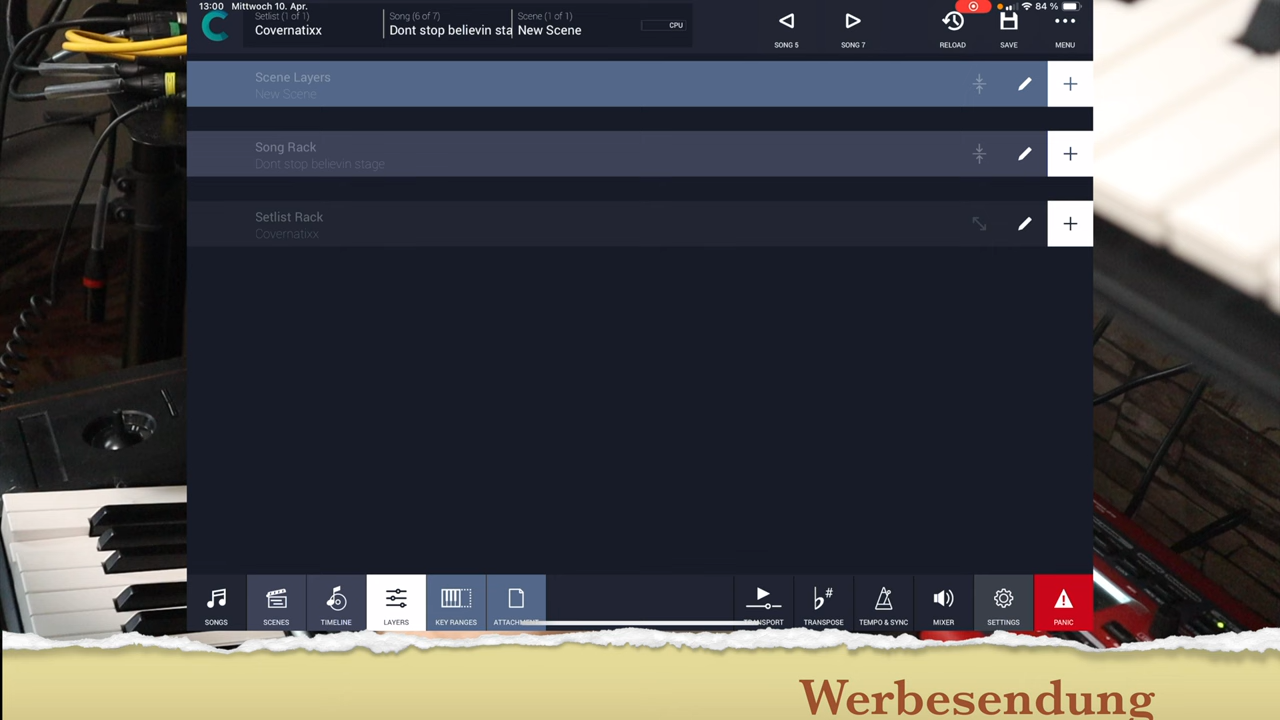 13:00 Mittwoch 10. Apr.
84 %
Setlist (1 of 1)
Covernatixx
Song (6 of 7)
Dont stop believin sta
Scene (1 of 1)
New Scene
CPU
SONG 5
SONG 7
RELOAD
SAVE
MENU
Scene Layers
New Scene
Song Rack
Dont stop believin stage
Setlist Rack
Covernatixx
SONGS
SCENES
TIMELINE
LAYERS
KEY RANGES
ATTACHM
TRANSPORT
TRANSPOSE
TEMPO & SYNC
MIXER
SETTINGS
PANIC
Werbesendung